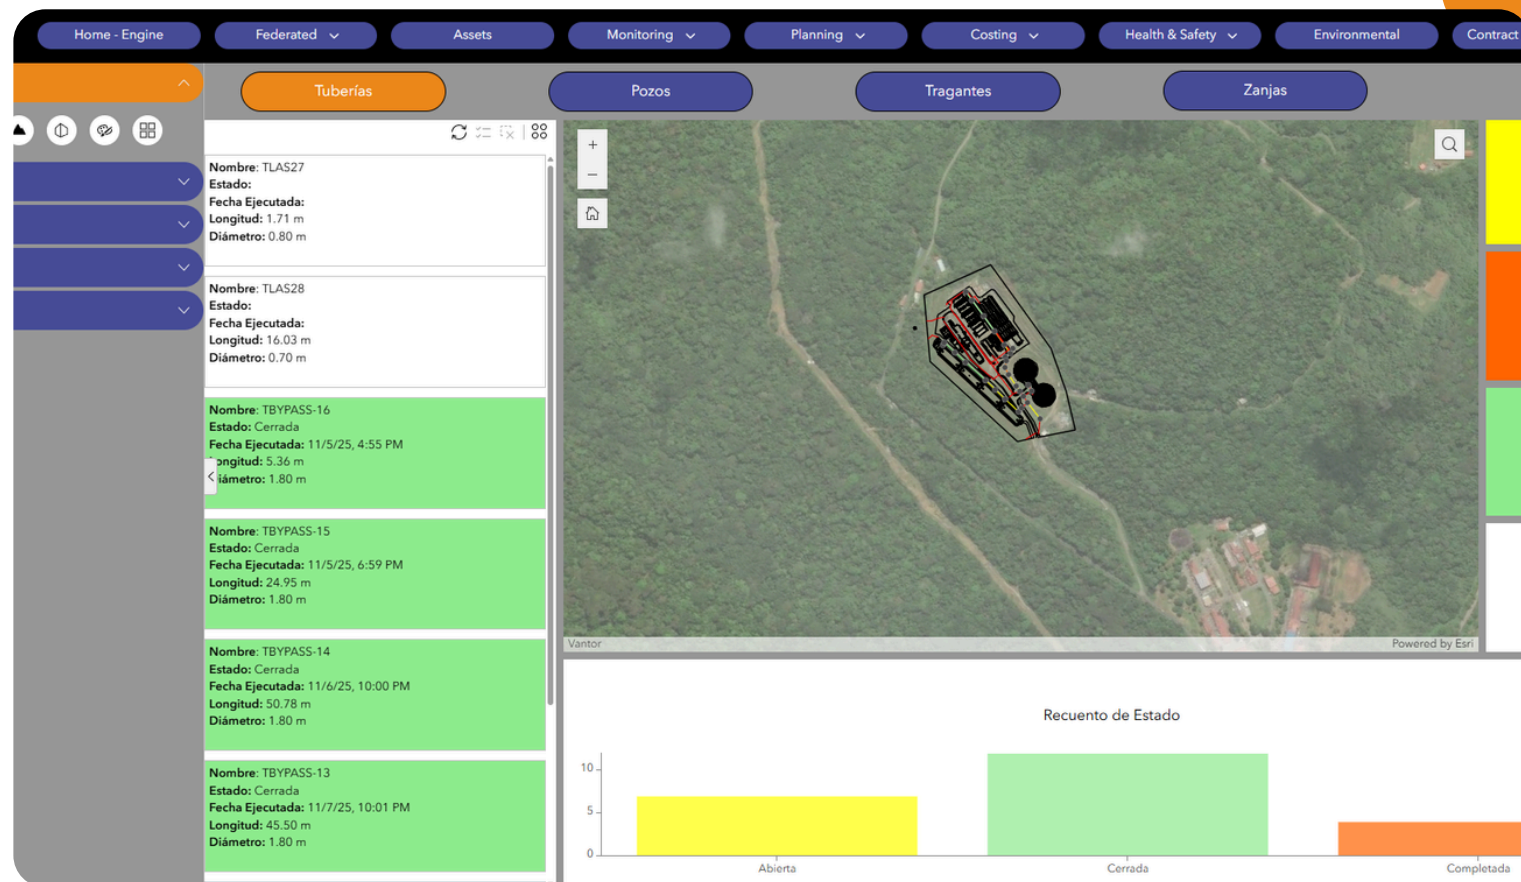 Home - Engine
Federated
Assets
Monitoring
Planning
Costing
Health & Safety
Environmental
Contract
Tuberías
Pozos
Tragantes
Zanjas
Nombre: TLAS27
Estado:
Fecha Ejecutada:
Longitud: 1.71 m
Diámetro: 0.80 m
Nombre: TLAS28
Estado:
Fecha Ejecutada:
Longitud: 16.03 m
Diámetro: 0.70 m
Nombre: TBYPASS-16
Estado: Cerrada
Fecha Ejecutada: 11/5/25, 4:55 PM
ongitud: 5.36 m
iámetro: 1.80 m
Nombre: TBYPASS-15
Estado: Cerrada
Fecha Ejecutada: 11/5/25, 6:59 PM
Longitud: 24.95 m
Diámetro: 1.80 m
Nombre: TBYPASS-14
Estado: Cerrada
Fecha Ejecutada: 11/6/25, 10:00 PM
Longitud: 50.78 m
Diámetro: 1.80 m
Nombre: TBYPASS-13
Estado: Cerrada
Fecha Ejecutada: 11/7/25, 10:01 PM
Longitud: 45.50 m
Diámetro: 1.80 m
+
−
Vantor
Powered by Esri
Recuento de Estado
10
5
0
Abierta
Cerrada
Completada